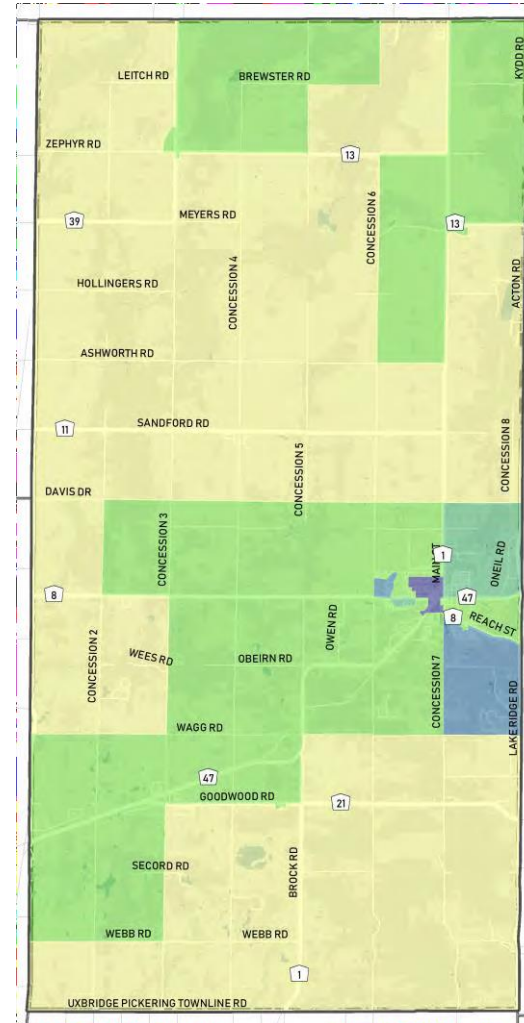 KYDD RD
LEITCH RD
BREWSTER RD
ZEPHYR RD
13
CONCESSION 6
39
MEYERS RD
13
CONCESSION 4
ACTON RD
HOLLINGERS RD
ASHWORTH RD
SANDFORD RD
11
CONCESSION 5
CONCESSION 8
DAVIS DR
CONCESSION 3
1
MAIN ST
ONEIL RD
8
47
8
REACH ST
OWEN RD
CONCESSION 2
WEES RD
OBEIRN RD
CONCESSION 7
LAKE RIDGE RD
WAGG RD
47
GOODWOOD RD
21
SECORD RD
BROCK RD
WEBB RD
WEBB RD
1
UXBRIDGE PICKERING TOWNLINE RD